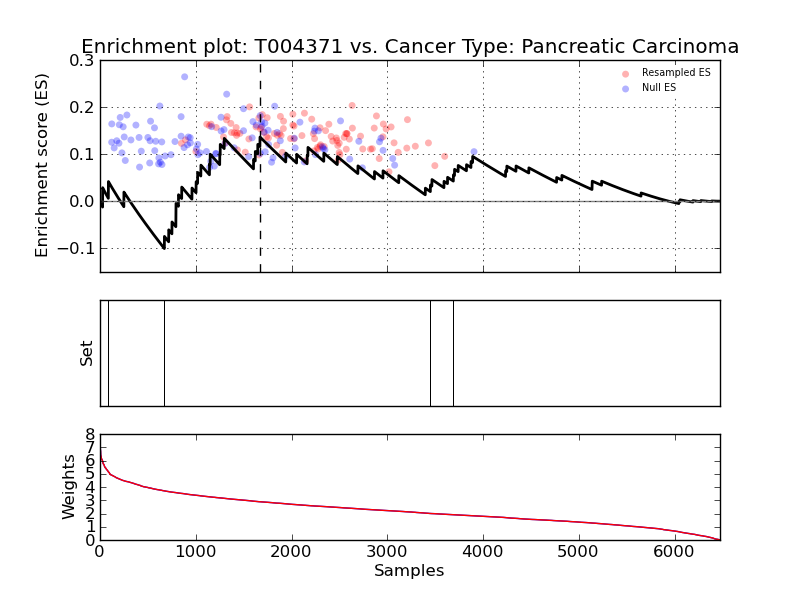 Enrichment plot: T004371 vs. Cancer Type: Pancreatic Carcinoma
Enrichment score (ES)
0.3
0.2
0.1
0.0
−0.1
Resampled ES
Null ES
Set
Weights
8
7
6
5
4
3
2
1
0
0 1000 2000 3000 4000 5000 6000
Samples